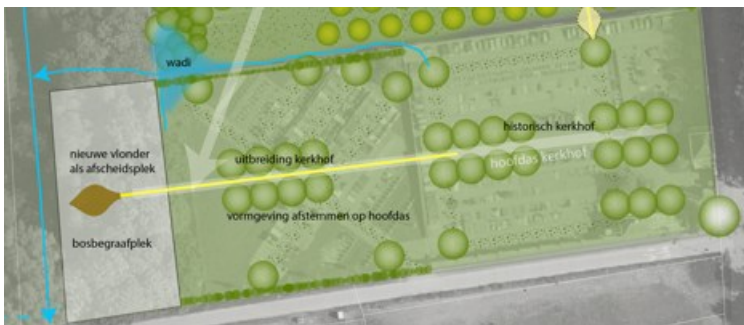 wadi
historisch kerkhof
nieuwe vlonder
als afscheidsplek
uitbreiding kerkhof
hoofdas kerkhof
vormgeving afstemmen op hoofdas
bosbegraafplek